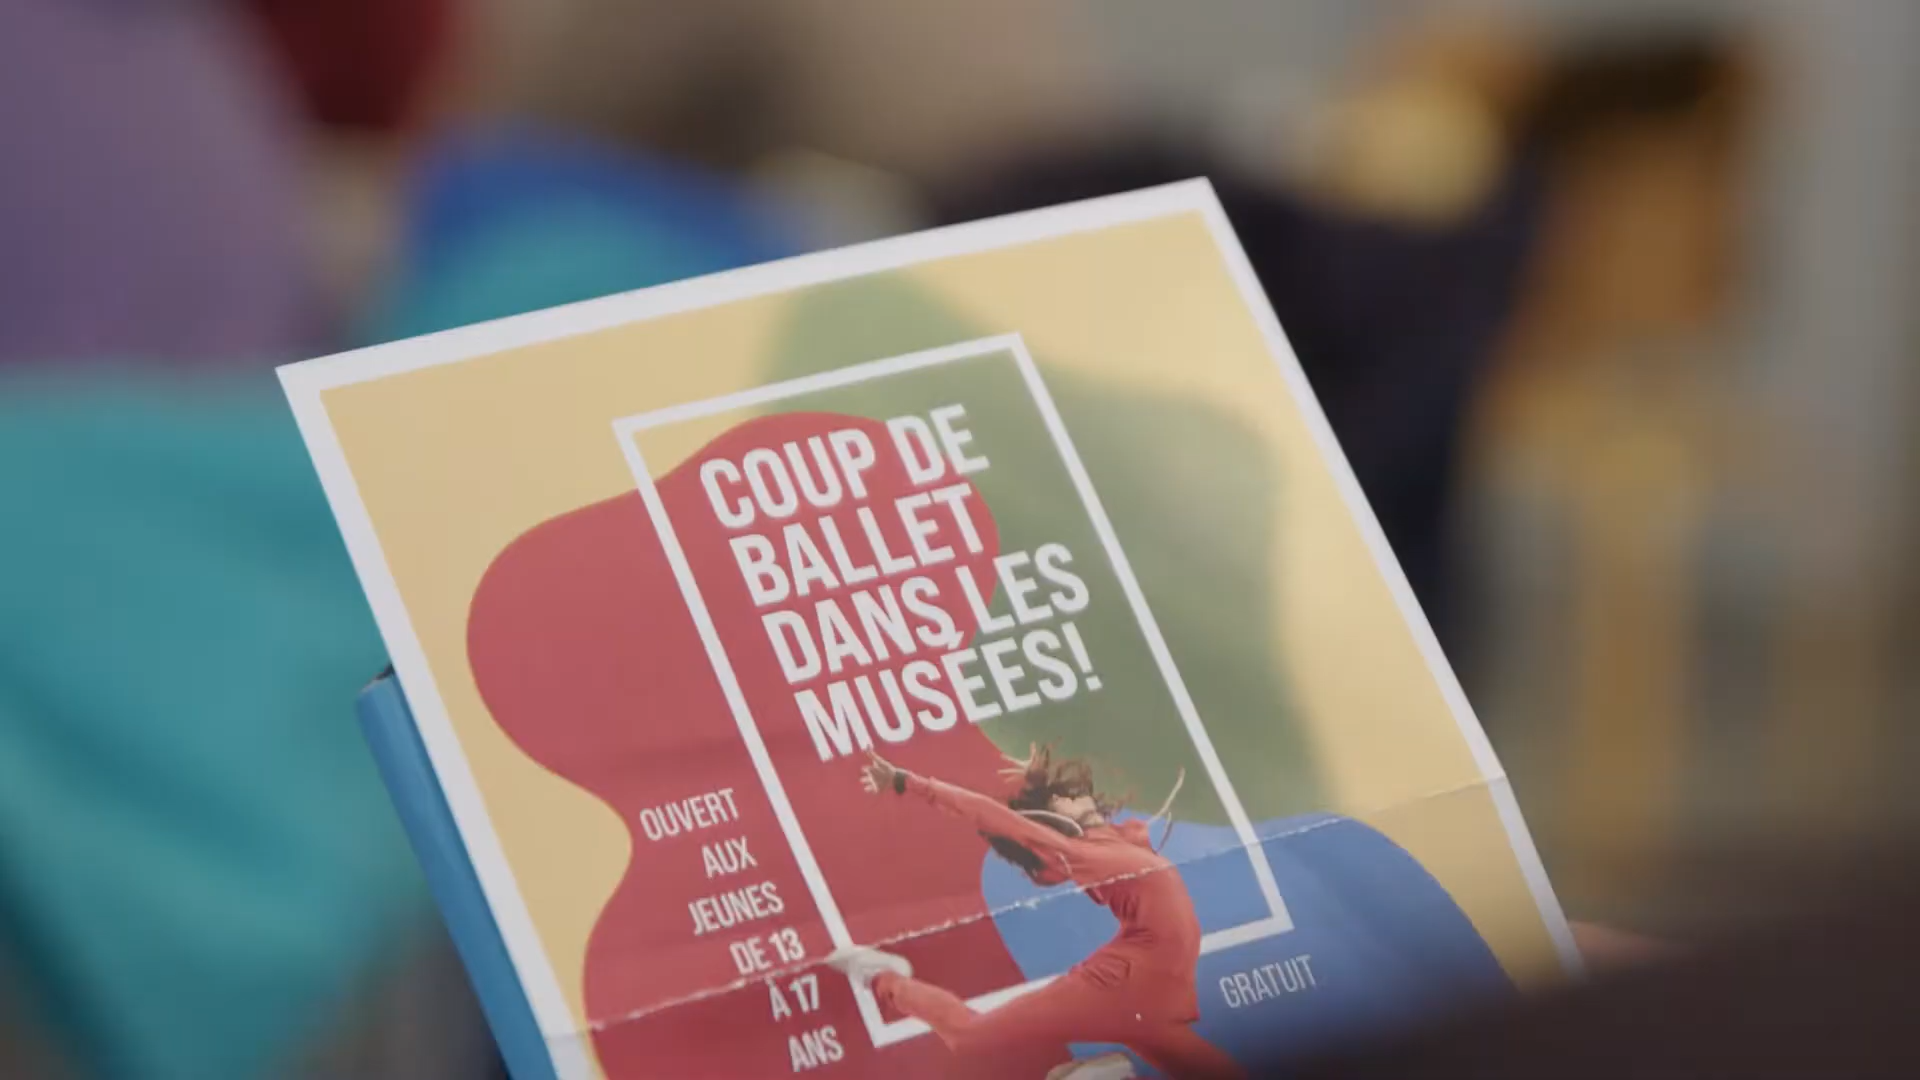 COUP DE
BALLET
DANS LES
MUSÉES!
OUVERT
AUX
JEUNES
DE 13
À 17
ANS
GRATUIT